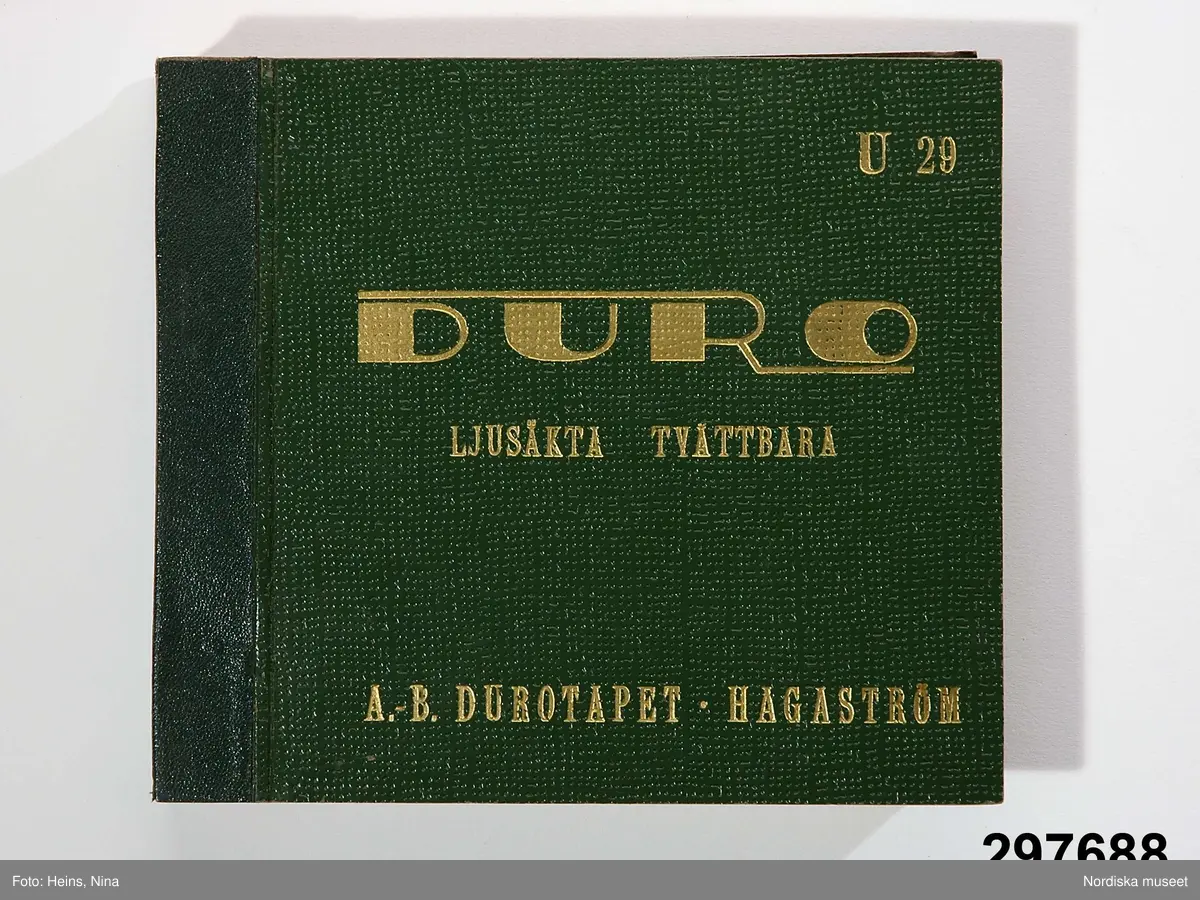 U 29
DURO
LJUSÄKTA TVÄTTBARA
A.-B. DUROTAPET · HAGASTRÖM
297688
Foto: Heins, Nina
Nordiska museet